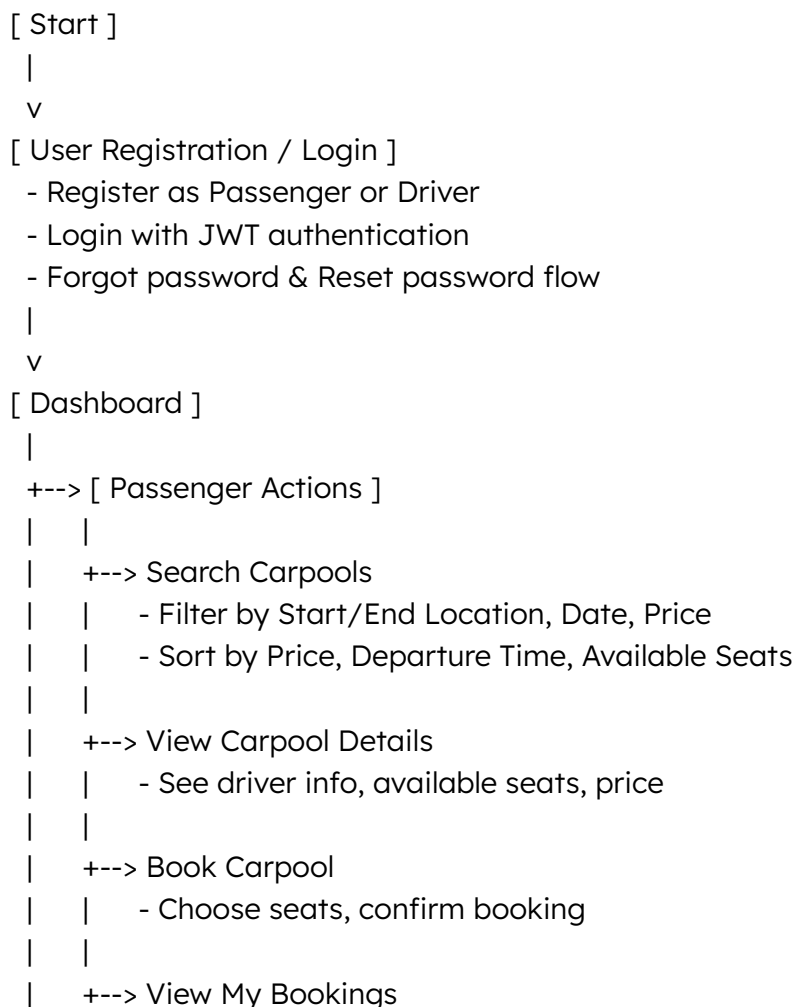 [ Start ]
|
v
[ User Registration / Login ]
- Register as Passenger or Driver
- Login with JWT authentication
- Forgot password & Reset password flow
|
v
[ Dashboard ]
|
+--> [ Passenger Actions ]
| |
| +--> Search Carpools
| | - Filter by Start/End Location, Date, Price
| | - Sort by Price, Departure Time, Available Seats
| |
| +--> View Carpool Details
| | - See driver info, available seats, price
| |
| +--> Book Carpool
| | - Choose seats, confirm booking
| |
| +--> View My Bookings